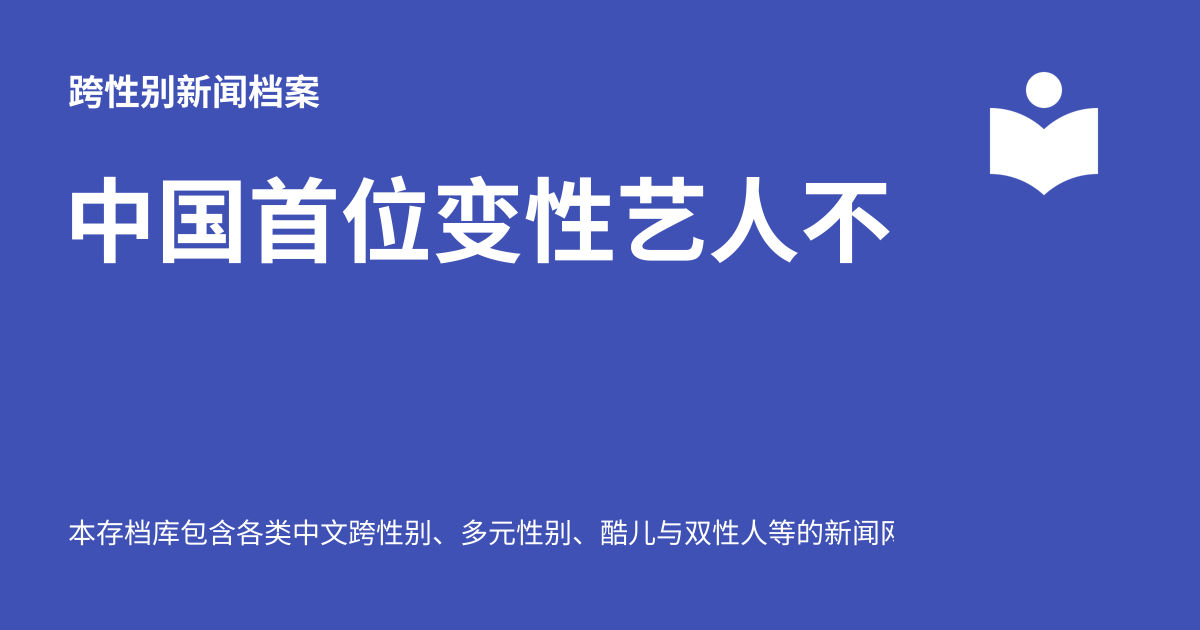 跨性别新闻档案
中国首位变性艺人不
本存档库包含各类中文跨性别、多元性别、酷儿与双性人等的新闻